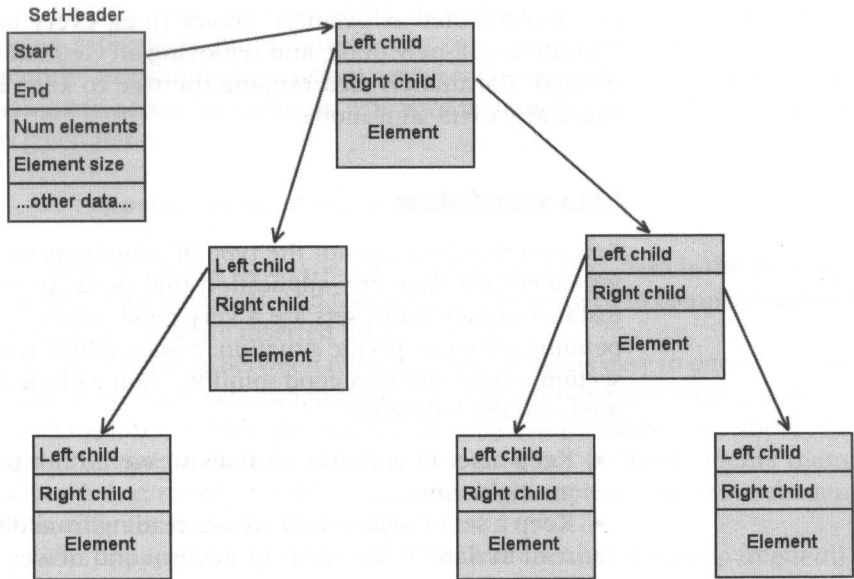 Set Header
Start
End
Num elements
Element size
...other data...
Left child
Right child
Element
Left child
Right child
Element
Left child
Right child
Element
Left child
Right child
Element
Left child
Right child
Element
Left child
Right child
Element